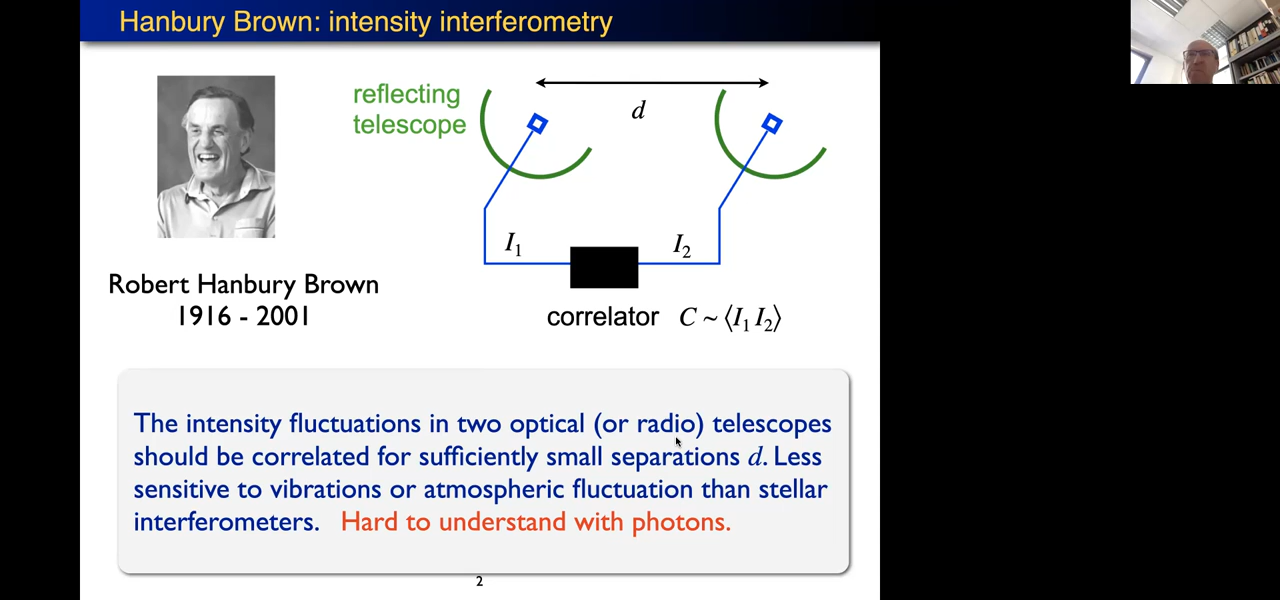 Hanbury Brown: intensity interferometry
reflecting
telescope
d
I₁
I₂
Robert Hanbury Brown
1916 - 2001
correlator C ~ ⟨I₁ I₂⟩
The intensity fluctuations in two optical (or radio) telescopes
should be correlated for sufficiently small separations d. Less
sensitive to vibrations or atmospheric fluctuation than stellar
interferometers. Hard to understand with photons.
2